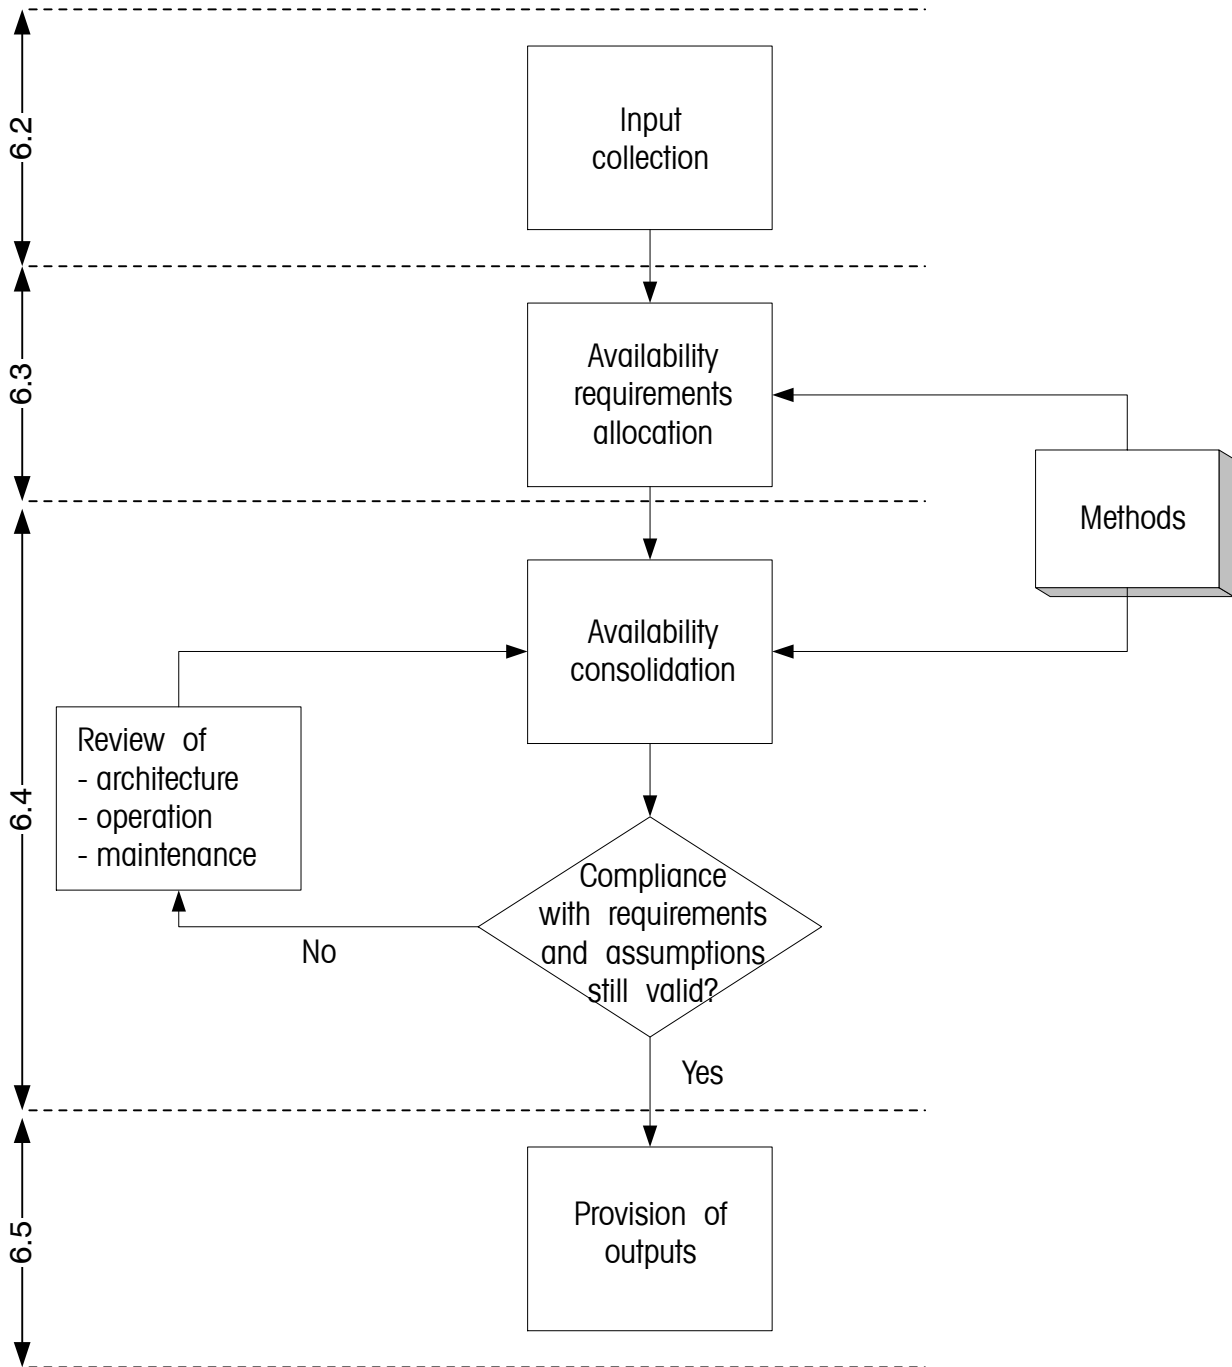 6.2
Input
collection
6.3
Availability
requirements
allocation
Methods
6.4
Availability
consolidation
Review of
- architecture
- operation
- maintenance
Compliance
with requirements
and assumptions
still valid?
No
Yes
6.5
Provision of
outputs